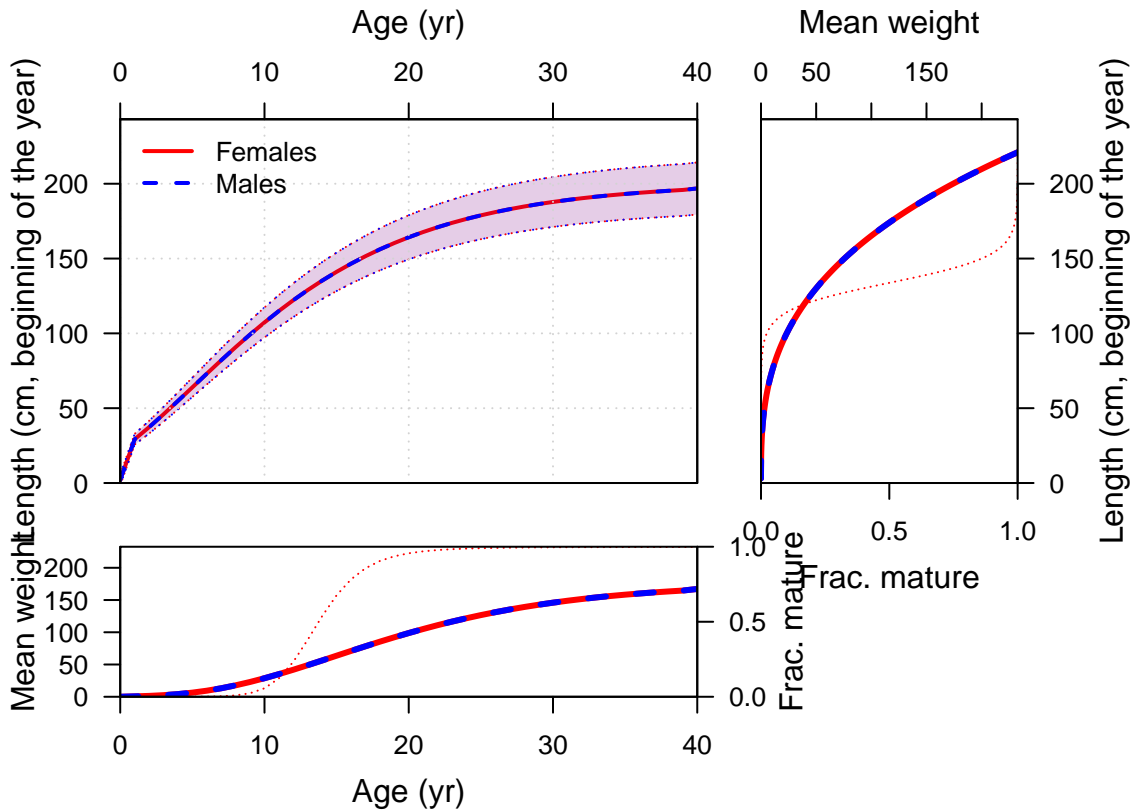 Age (yr)
Mean weight
0 10 20 30 40
0 50 150
Length (cm, beginning of the year)
Females
Males
200
150
100
50
0
200
150
100
50
0
Length (cm, beginning of the year)
0.0 0.5 1.0
Frac. mature
Mean weight
200
150
100
50
0
1.0
0.5
0.0
Frac. mature
0 10 20 30 40
Age (yr)